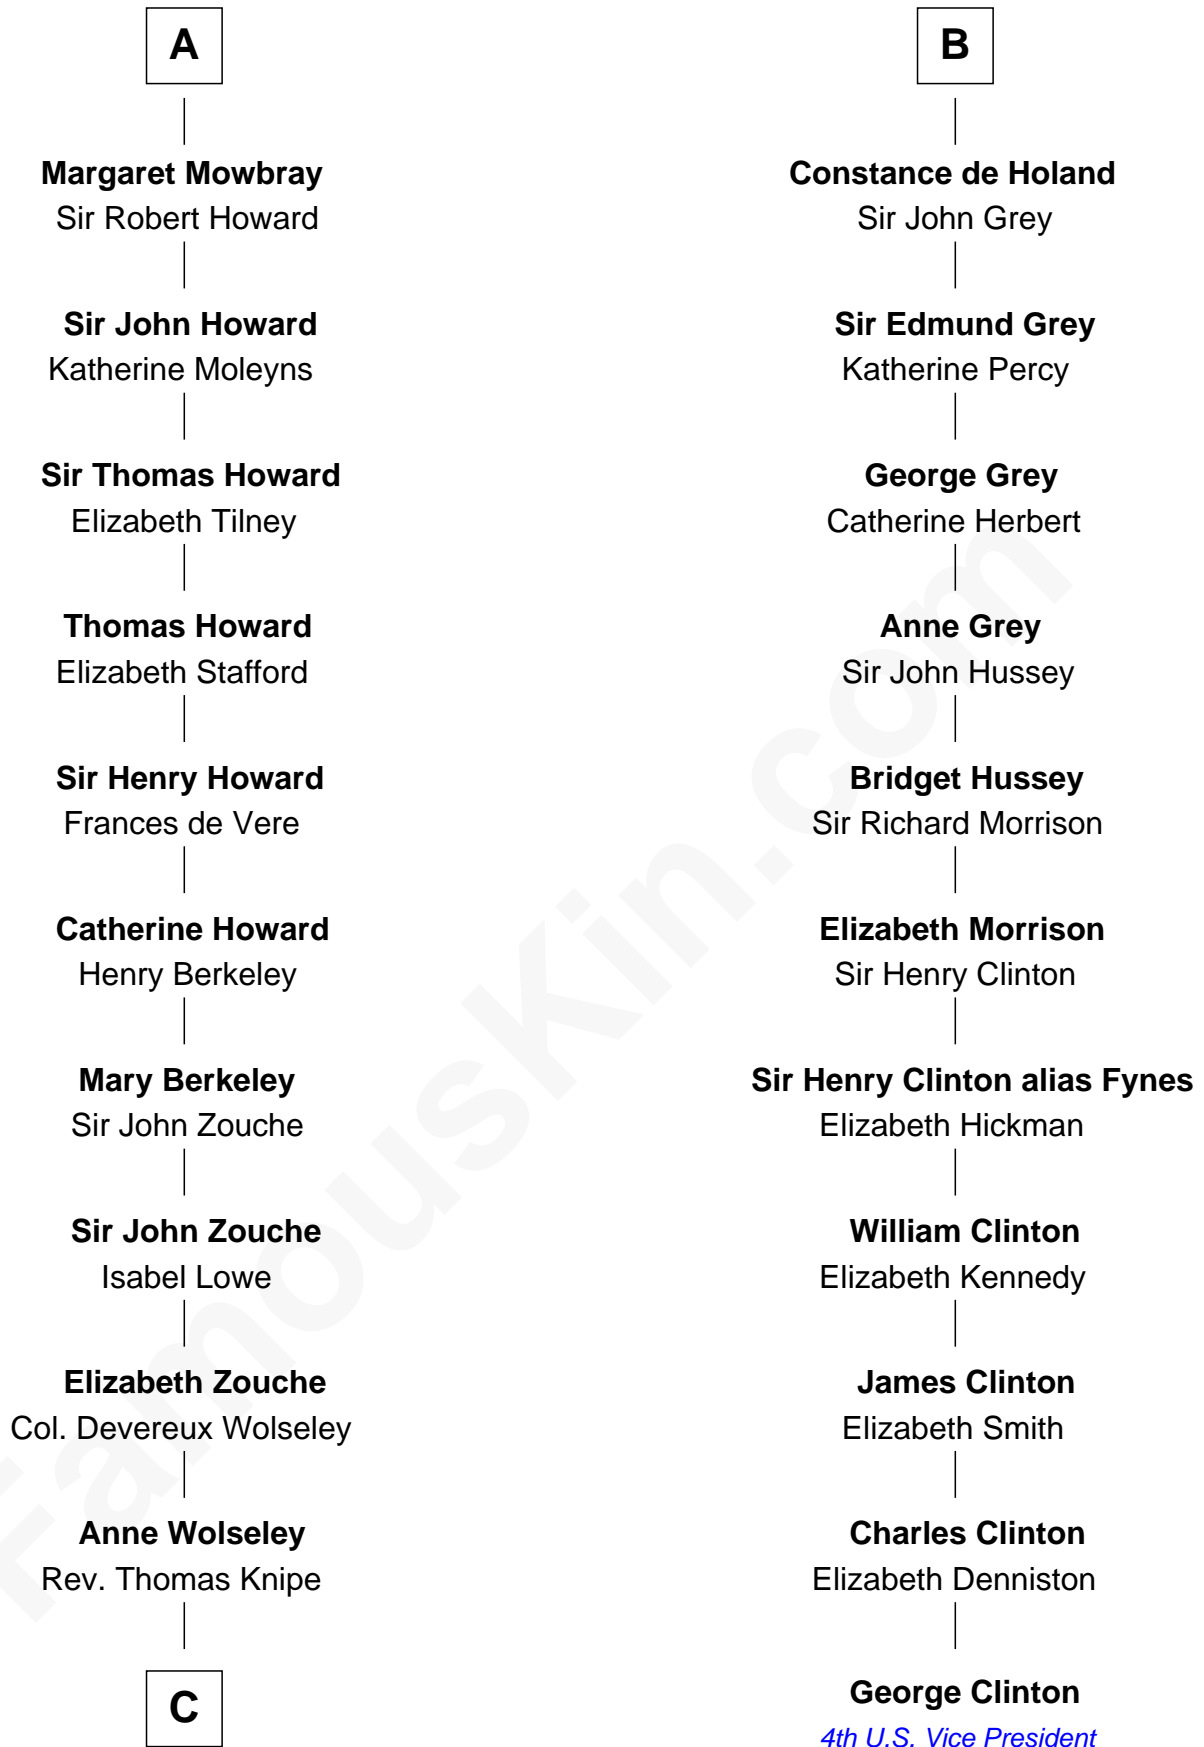 A
Margaret Mowbray
Sir Robert Howard
Sir John Howard
Katherine Moleyns
Sir Thomas Howard
Elizabeth Tilney
Thomas Howard
Elizabeth Stafford
Sir Henry Howard
Frances de Vere
Catherine Howard
Henry Berkeley
Mary Berkeley
Sir John Zouche
Sir John Zouche
Isabel Lowe
Elizabeth Zouche
Col. Devereux Wolseley
Anne Wolseley
Rev. Thomas Knipe
C
B
Constance de Holand
Sir John Grey
Sir Edmund Grey
Katherine Percy
George Grey
Catherine Herbert
Anne Grey
Sir John Hussey
Bridget Hussey
Sir Richard Morrison
Elizabeth Morrison
Sir Henry Clinton
Sir Henry Clinton alias Fynes
Elizabeth Hickman
William Clinton
Elizabeth Kennedy
James Clinton
Elizabeth Smith
Charles Clinton
Elizabeth Denniston
George Clinton
4th U.S. Vice President
FamousKin.com